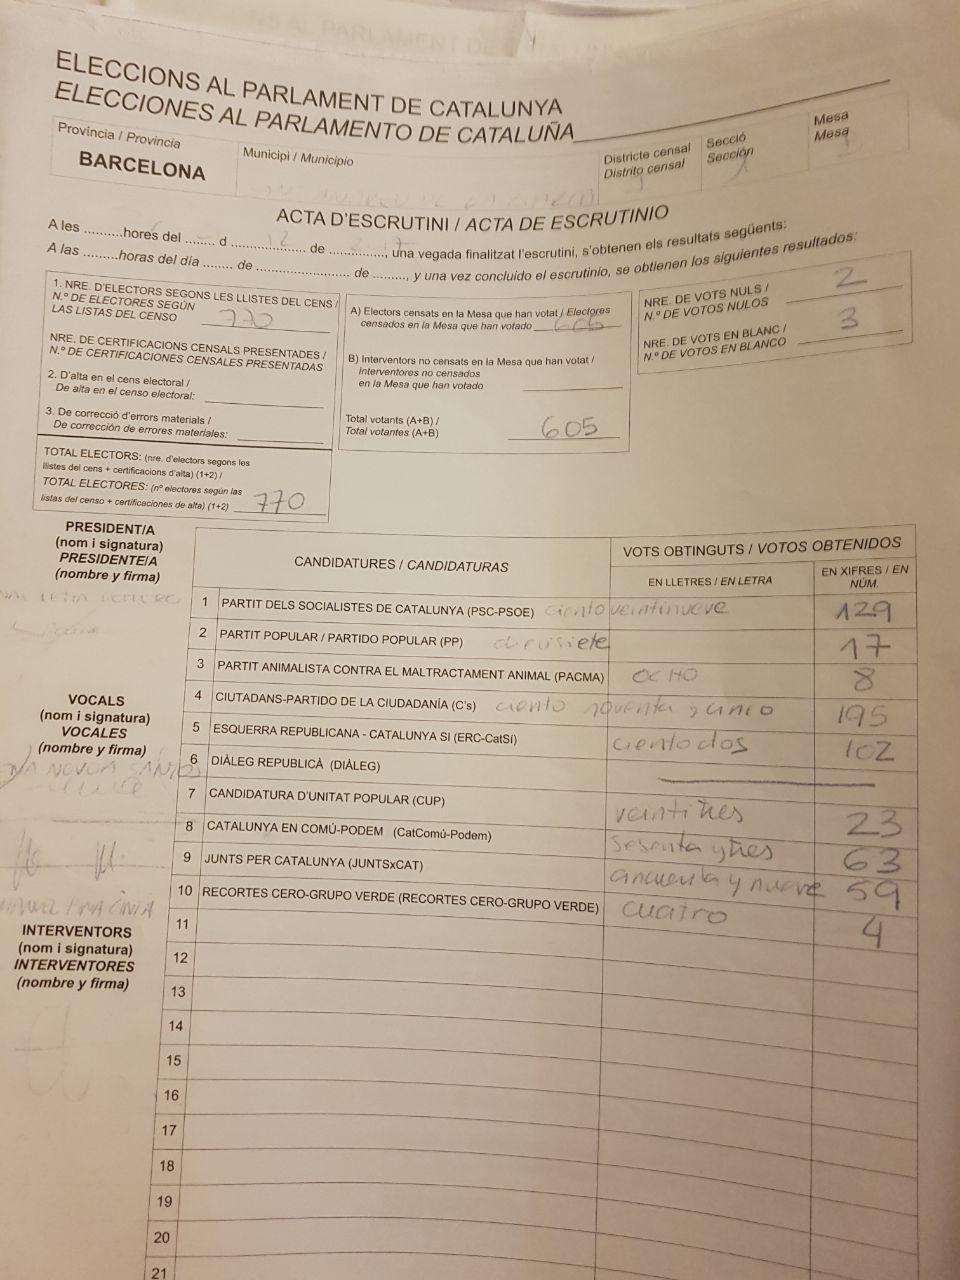 ELECCIONS AL PARLAMENT DE CATALUNYA
ELECCIONES AL PARLAMENTO DE CATALUÑA
Província / Provincia
BARCELONA
Municipi / Municipio
Districte censal
Distrito censal
1
Secció
Sección
1
Mesa
Mesa
ACTA D'ESCRUTINI / ACTA DE ESCRUTINIO
A les ..........hores del ........ d ......12...... de ..............., una vegada finalitzat l'escrutini, s'obtenen els resultats següents:
A las .........horas del día ........ de ......................... de ........., y una vez concluido el escrutinio, se obtienen los siguientes resultados:
1. NRE. D'ELECTORS SEGONS LES LLISTES DEL CENS /
N.º DE ELECTORES SEGÚN
LAS LISTAS DEL CENSO 770
NRE. DE CERTIFICACIONS CENSALS PRESENTADES /
N.º DE CERTIFICACIONES CENSALES PRESENTADAS
2. D'alta en el cens electoral /
De alta en el censo electoral:
3. De correcció d'errors materials /
De corrección de errores materiales:
TOTAL ELECTORS: (nre. d'electors segons les
llistes del cens + certificacions d'alta) (1+2) /
TOTAL ELECTORES: (nº electores según las
listas del censo + certificaciones de alta) (1+2) 770
A) Electors censats en la Mesa que han votat / Electores
censados en la Mesa que han votado
B) Interventors no censats en la Mesa que han votat /
Interventores no censados
en la Mesa que han votado
Total votants (A+B) /
Total votantes (A+B) 605
NRE. DE VOTS NULS /
N.º DE VOTOS NULOS 2
NRE. DE VOTS EN BLANC /
N.º DE VOTOS EN BLANCO 3
PRESIDENT/A
(nom i signatura)
PRESIDENTE/A
(nombre y firma)
VOCALS
(nom i signatura)
VOCALES
(nombre y firma)
INTERVENTORS
(nom i signatura)
INTERVENTORES
(nombre y firma)
CANDIDATURES / CANDIDATURAS
VOTS OBTINGUTS / VOTOS OBTENIDOS
EN LLETRES / EN LETRA
EN XIFRES / EN
NÚM.
1 PARTIT DELS SOCIALISTES DE CATALUNYA (PSC-PSOE) ciento veintinueve 129
2 PARTIT POPULAR / PARTIDO POPULAR (PP) diecisiete 17
3 PARTIT ANIMALISTA CONTRA EL MALTRACTAMENT ANIMAL (PACMA) OCHO 8
4 CIUTADANS-PARTIDO DE LA CIUDADANÍA (C's) ciento noventa y cinco 195
5 ESQUERRA REPUBLICANA - CATALUNYA SI (ERC-CatSí) ciento dos 102
6 DIÀLEG REPUBLICÀ (DIÀLEG)
7 CANDIDATURA D'UNITAT POPULAR (CUP) veintitres 23
8 CATALUNYA EN COMÚ-PODEM (CatComú-Podem) sesenta y tres 63
9 JUNTS PER CATALUNYA (JUNTSxCAT) cincuenta y nueve 59
10 RECORTES CERO-GRUPO VERDE (RECORTES CERO-GRUPO VERDE) cuatro 4
11
12
13
14
15
16
17
18
19
20
21